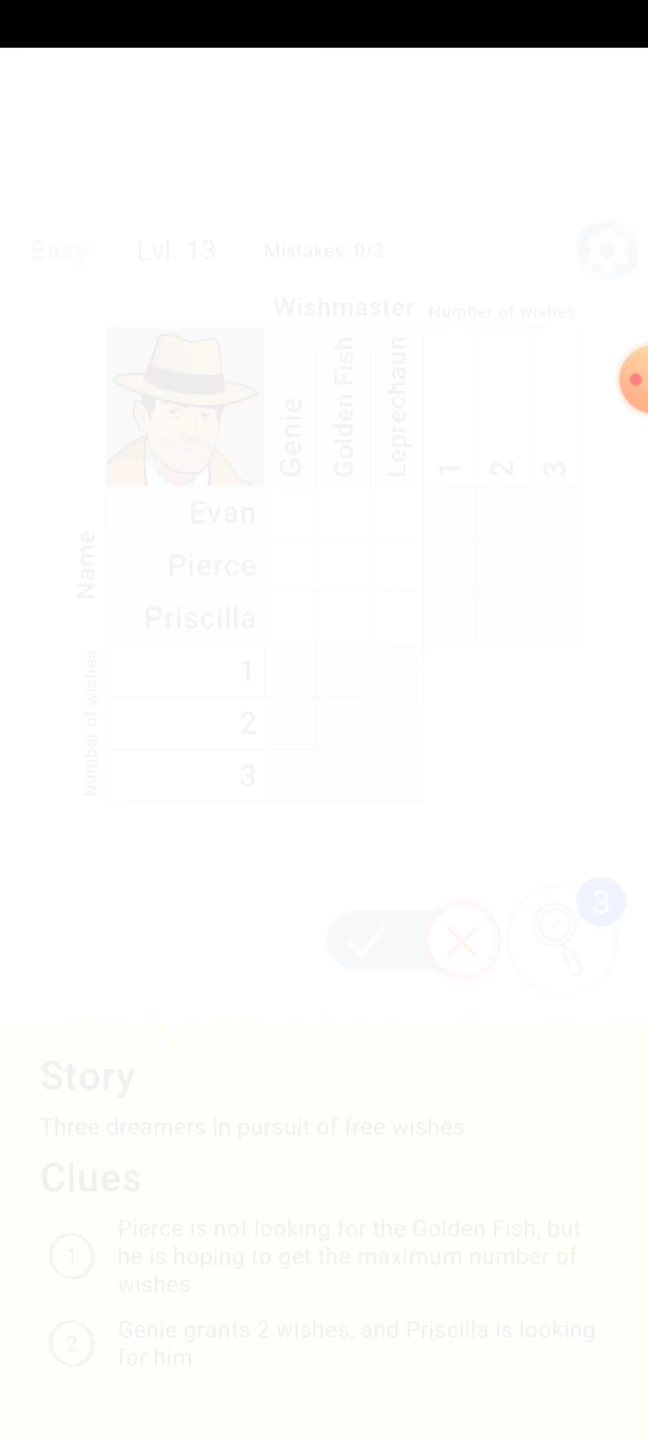 Easy Lvl. 13 Mistakes: 0/3
Wishmaster Number of wishes
Genie Golden Fish Leprechaun 1 2 3
Name
Evan
Pierce
Priscilla
Number of wishes
1
2
3
3
Story
Three dreamers in pursuit of free wishes
Clues
1 Pierce is not looking for the Golden Fish, but
he is hoping to get the maximum number of
wishes
2 Genie grants 2 wishes, and Priscilla is looking
for him